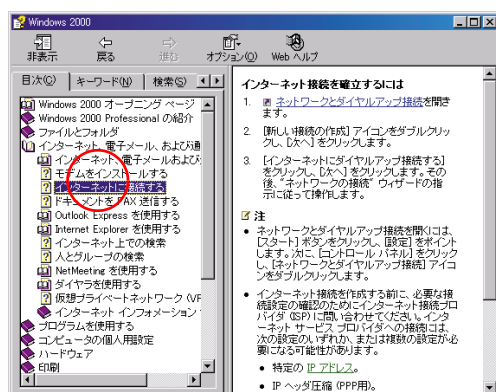 Windows 2000
非表示
戻る
進む
オプション(O)
Web ヘルプ
目次(C)
キーワード(N)
検索(S)
Windows 2000 オープニング ページ
Windows 2000 Professional の紹介
ファイルとフォルダ
インターネット、電子メール、および通
インターネット、電子メールおよび
モデムをインストールする
インターネットに接続する
ドキュメントを FAX 送信する
Outlook Express を使用する
Internet Explorer を使用する
インターネット上での検索
人とグループの検索
NetMeeting を使用する
ダイヤラを使用する
仮想プライベートネットワーク (VP
インターネット インフォメーション
プログラムを使用する
コンピュータの個人用設定
ハードウェア
印刷
インターネット接続を確立するには
1. ネットワークとダイヤルアップ接続を開き
ます。
2. [新しい接続の作成] アイコンをダブルクリッ
クし、[次へ] をクリックします。
3. [インターネットにダイヤルアップ接続する]
をクリックし、[次へ] をクリックします。その
後、"ネットワークの接続" ウィザードの指
示に従って操作します。
注
• ネットワークとダイヤルアップ接続を開くには、
[スタート] ボタンをクリックし、[設定] をポイント
します。次に、[コントロール パネル] をクリック
し、[ネットワークとダイヤルアップ接続] アイコ
ンをダブルクリックします。
• インターネット接続を作成する前に、必要な接
続設定の確認のためにインターネット接続プロ
バイダ (ISP) に問い合わせてください。インタ
ーネット サービス プロバイダへの接続には、
次の設定のいずれか、または複数の設定が必
要になる可能性があります。
• 特定の IP アドレス。
• IP ヘッダ圧縮 (PPP用)。